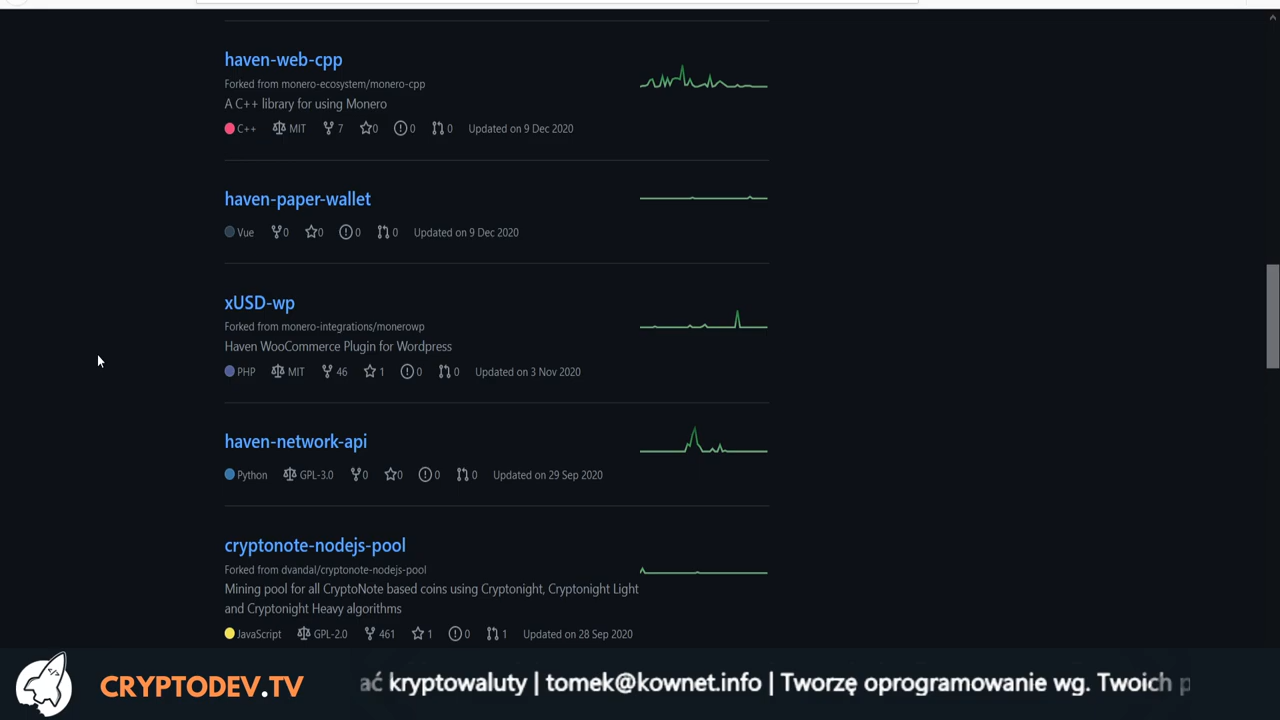 haven-web-cpp
Forked from monero-ecosystem/monero-cpp
A C++ library for using Monero
C++ MIT 7 0 0 0 Updated on 9 Dec 2020
haven-paper-wallet
Vue 0 0 0 0 Updated on 9 Dec 2020
xUSD-wp
Forked from monero-integrations/monerowp
Haven WooCommerce Plugin for Wordpress
PHP MIT 46 1 0 0 Updated on 3 Nov 2020
haven-network-api
Python GPL-3.0 0 0 0 0 Updated on 29 Sep 2020
cryptonote-nodejs-pool
Forked from dvandal/cryptonote-nodejs-pool
Mining pool for all CryptoNote based coins using Cryptonight, Cryptonight Light
and Cryptonight Heavy algorithms
JavaScript GPL-2.0 461 1 0 1 Updated on 28 Sep 2020
CRYPTODEV.TV
ać kryptowaluty | tomek@kownet.info | Tworzę oprogramowanie wg. Twoich p